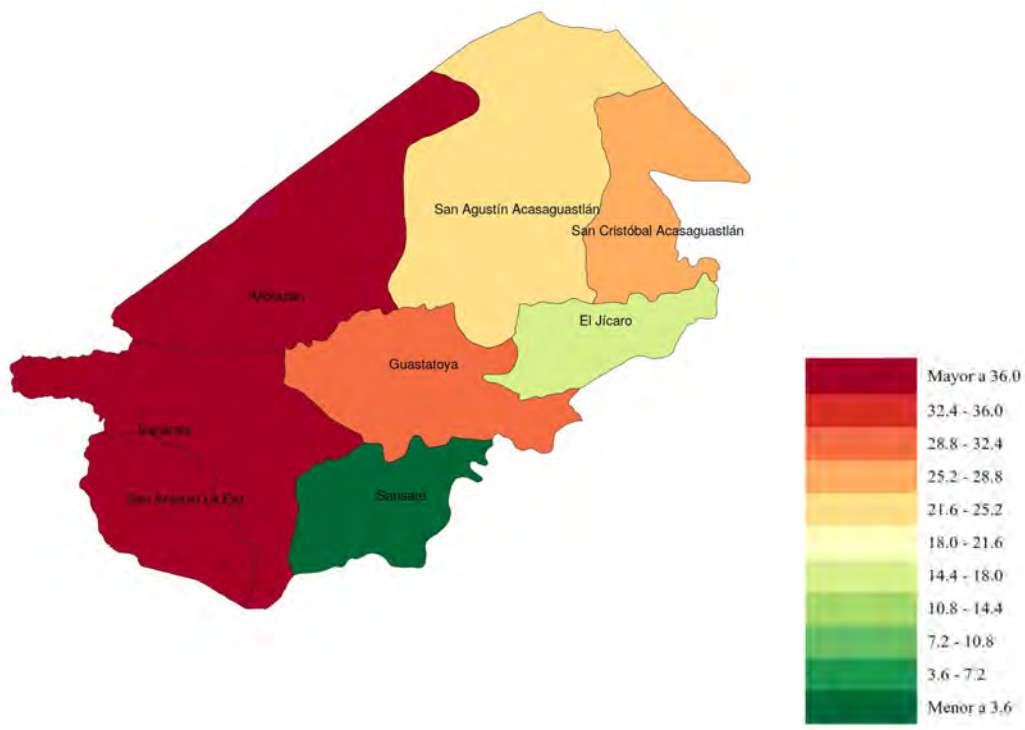 San Agustín Acasaguastlán
San Cristóbal Acasaguastlán
Morazán
El Jícaro
Guastatoya
Sanarate
San Antonio La Paz
Sansare
Mayor a 36.0
32.4 - 36.0
28.8 - 32.4
25.2 - 28.8
21.6 - 25.2
18.0 - 21.6
14.4 - 18.0
10.8 - 14.4
7.2 - 10.8
3.6 - 7.2
Menor a 3.6